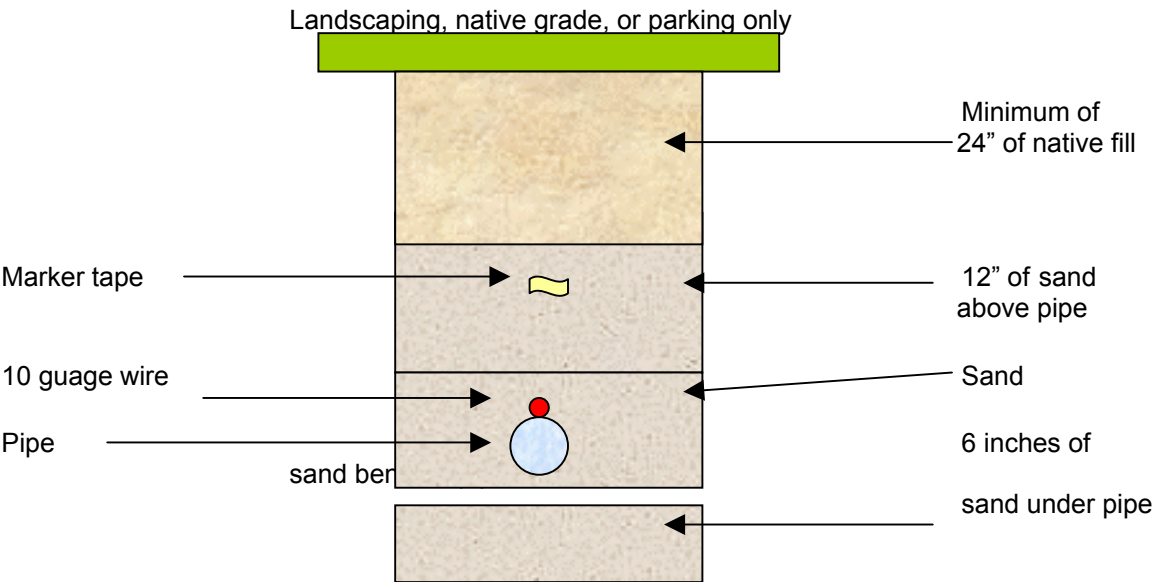 Landscaping, native grade, or parking only
Minimum of
24” of native fill
Marker tape
12” of sand
above pipe
10 guage wire
Sand
Pipe
6 inches of
sand
sand under pipe